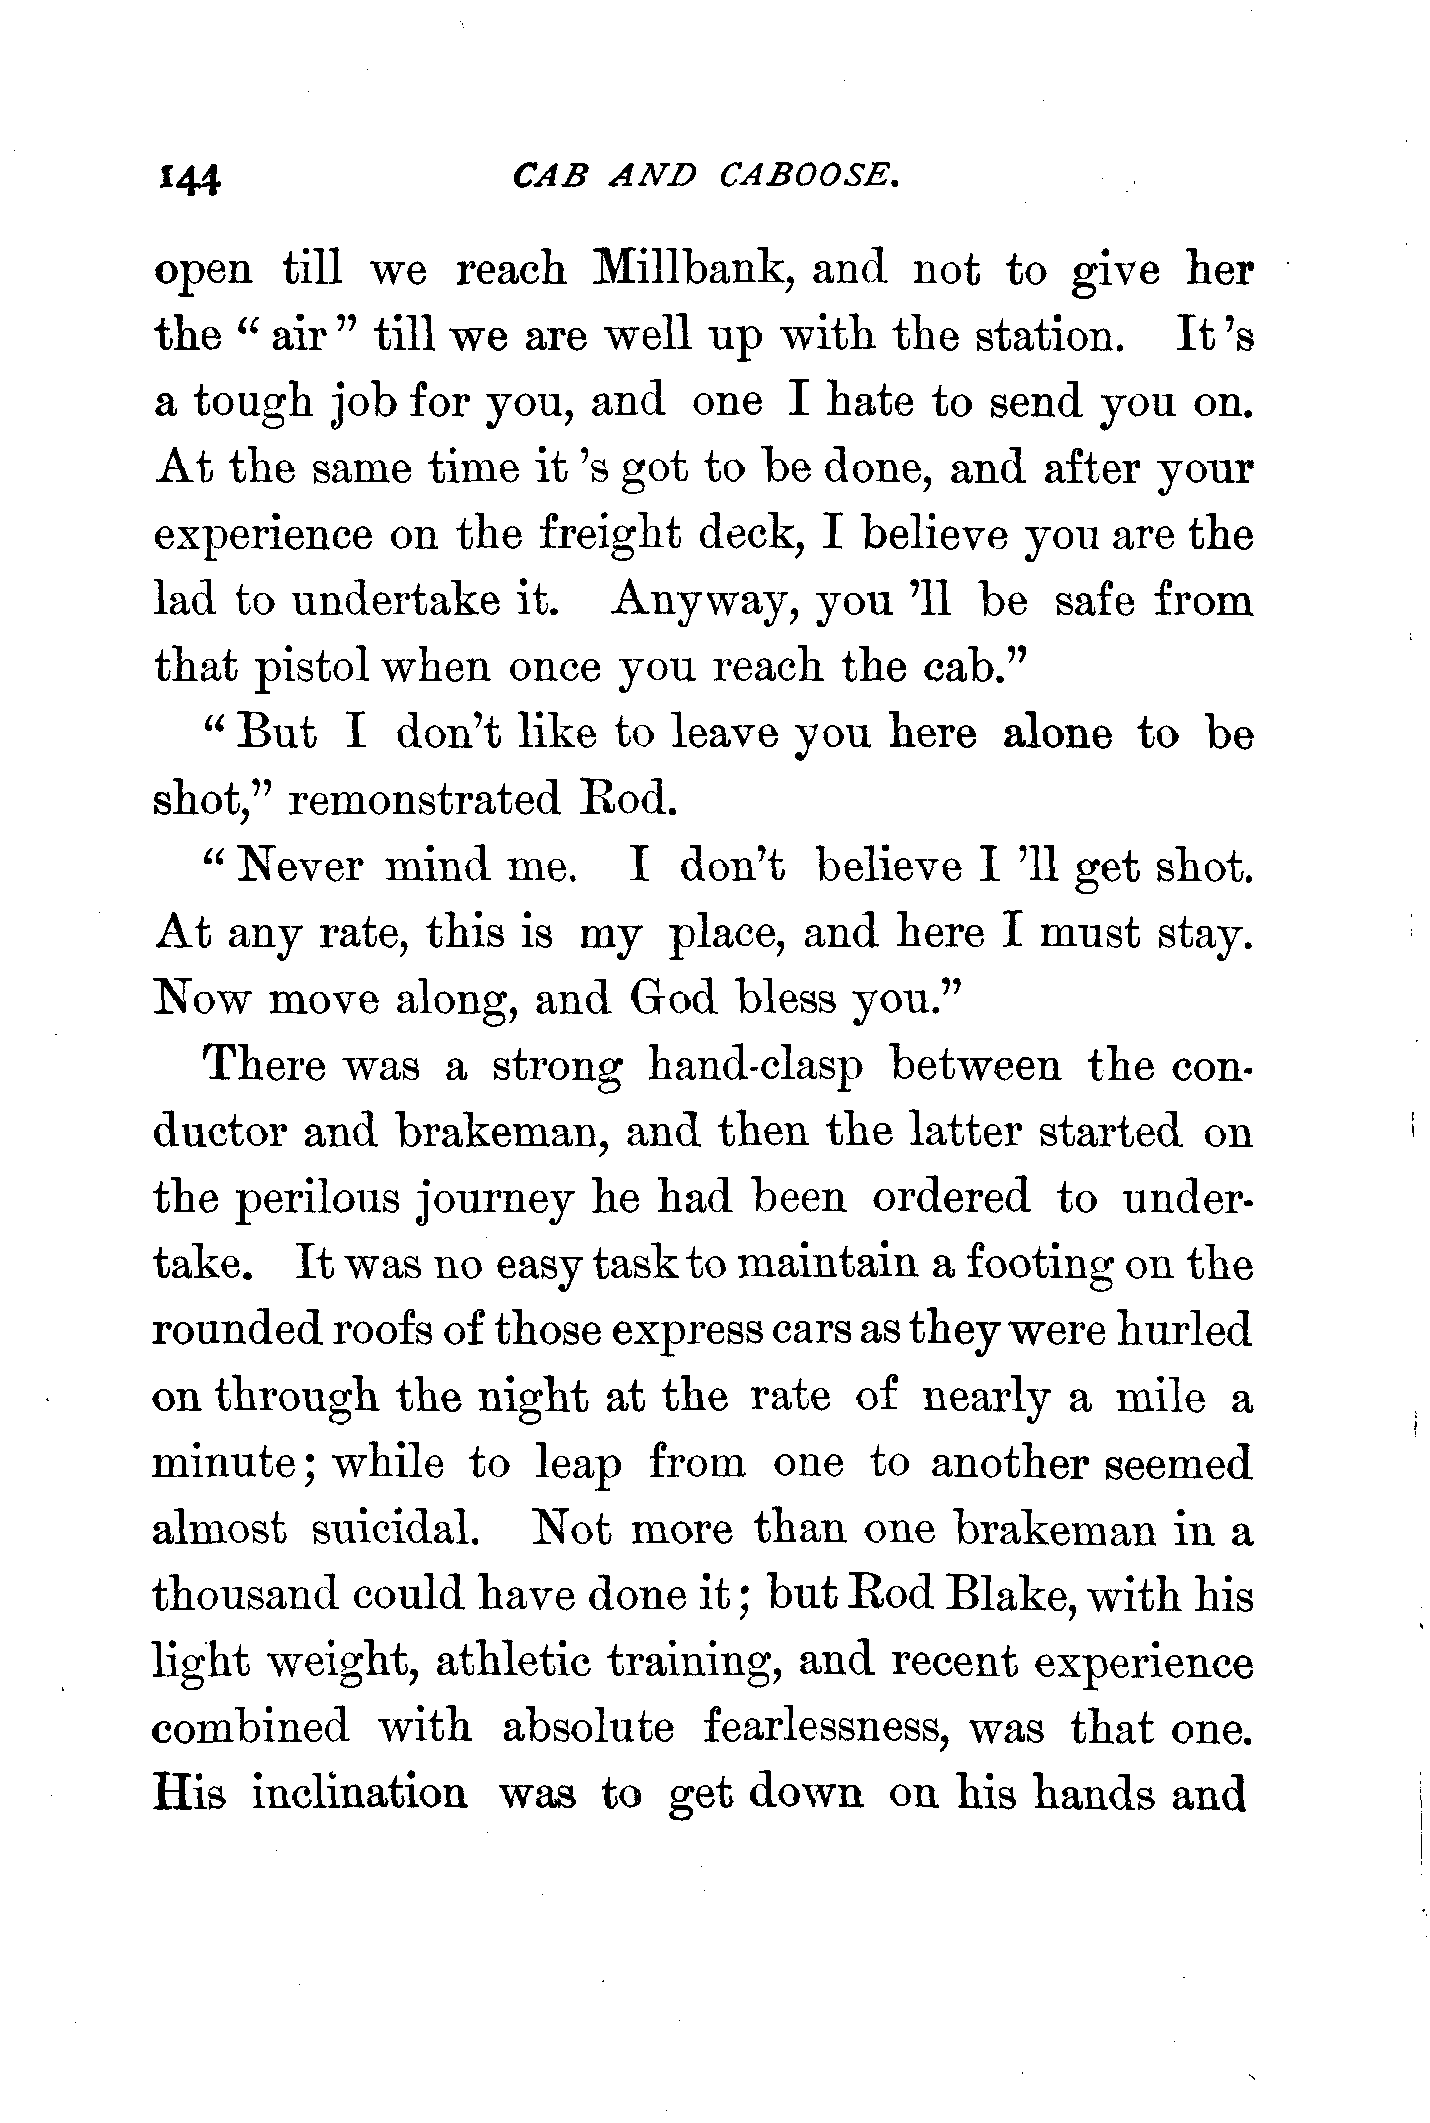 144 CAB AND CABOOSE.
open till we reach Millbank, and not to give her
the “ air ” till we are well up with the station. It 's
a tough job for you, and one I hate to send you on.
At the same time it 's got to be done, and after your
experience on the freight deck, I believe you are the
lad to undertake it. Anyway, you 'll be safe from
that pistol when once you reach the cab.”
“ But I don't like to leave you here alone to be
shot,” remonstrated Rod.
“ Never mind me. I don't believe I 'll get shot.
At any rate, this is my place, and here I must stay.
Now move along, and God bless you.”
There was a strong hand-clasp between the con-
ductor and brakeman, and then the latter started on
the perilous journey he had been ordered to under-
take. It was no easy task to maintain a footing on the
rounded roofs of those express cars as they were hurled
on through the night at the rate of nearly a mile a
minute; while to leap from one to another seemed
almost suicidal. Not more than one brakeman in a
thousand could have done it; but Rod Blake, with his
light weight, athletic training, and recent experience
combined with absolute fearlessness, was that one.
His inclination was to get down on his hands and